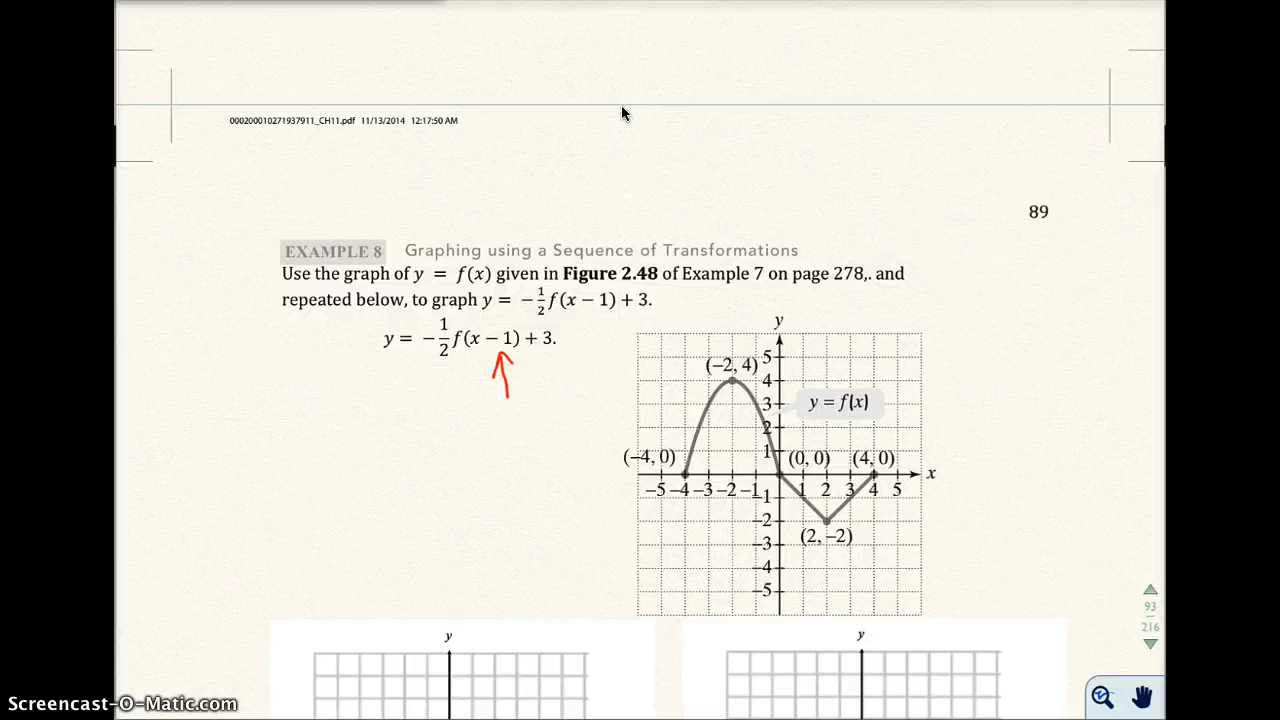 000200010271937911_CH11.pdf 11/13/2014 12:17:50 AM
89
EXAMPLE 8 Graphing using a Sequence of Transformations
Use the graph of y = f(x) given in Figure 2.48 of Example 7 on page 278,. and
repeated below, to graph y = −1/2 f(x − 1) + 3.
y = −1/2 f(x − 1) + 3.
y
(−2, 4)
5
4
3
2
1
y = f(x)
(−4, 0)
(0, 0)
(4, 0)
x
−5 −4 −3 −2 −1 1 2 3 4 5
−1
−2
−3
−4
−5
(2, −2)
y
y
93
216
Screencast-O-Matic.com